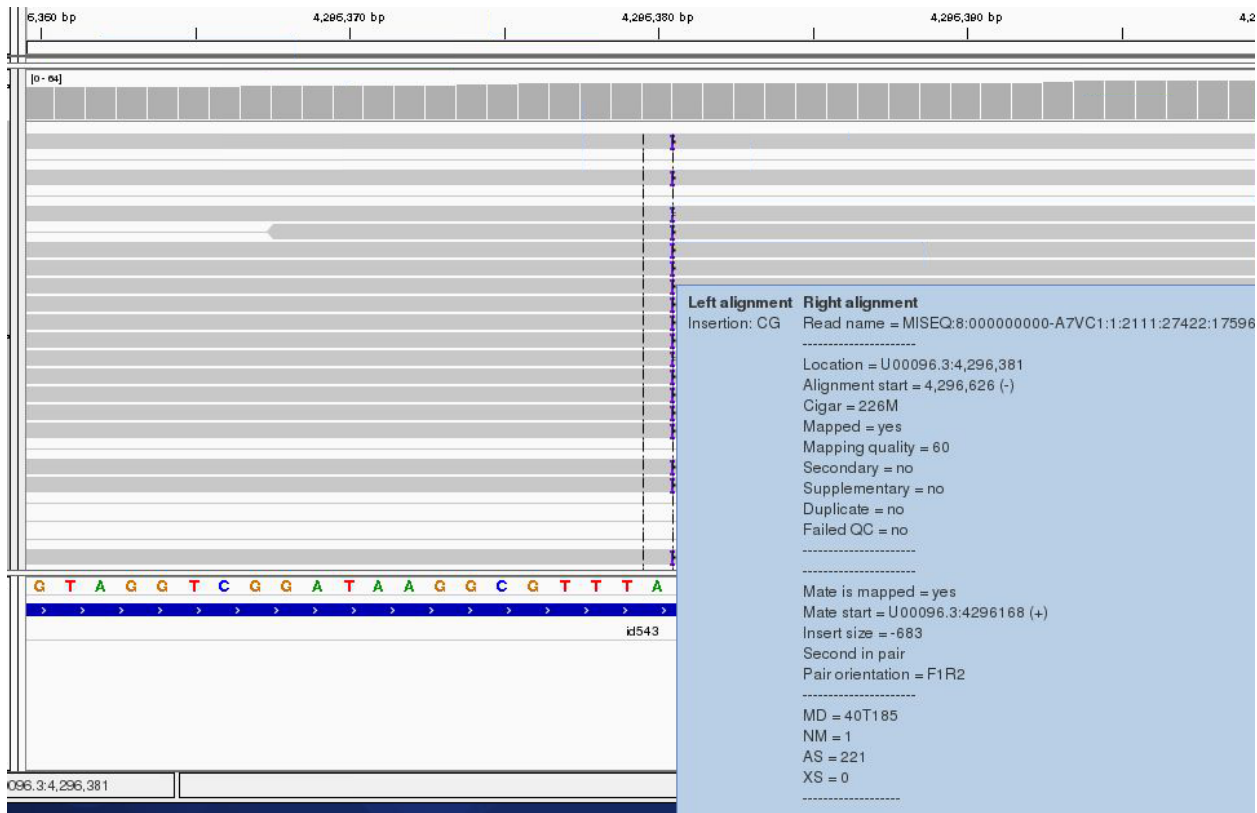 6,360 bp 4,296,370 bp 4,296,380 bp 4,296,390 bp 4,2
[0 - 64]
Left alignment Right alignment
Insertion: CG Read name = MISEQ:8:000000000-A7VC1:1:2111:27422:17596
---------------------
Location = U00096.3:4,296,381
Alignment start = 4,296,626 (-)
Cigar = 226M
Mapped = yes
Mapping quality = 60
Secondary = no
Supplementary = no
Duplicate = no
Failed QC = no
---------------------
---------------------
Mate is mapped = yes
Mate start = U00096.3:4296168 (+)
Insert size = -683
Second in pair
Pair orientation = F1R2
---------------------
MD = 40T185
NM = 1
AS = 221
XS = 0
-------------------
G T A G G T C G G A T A A G G C G T T T A
id543
096.3:4,296,381